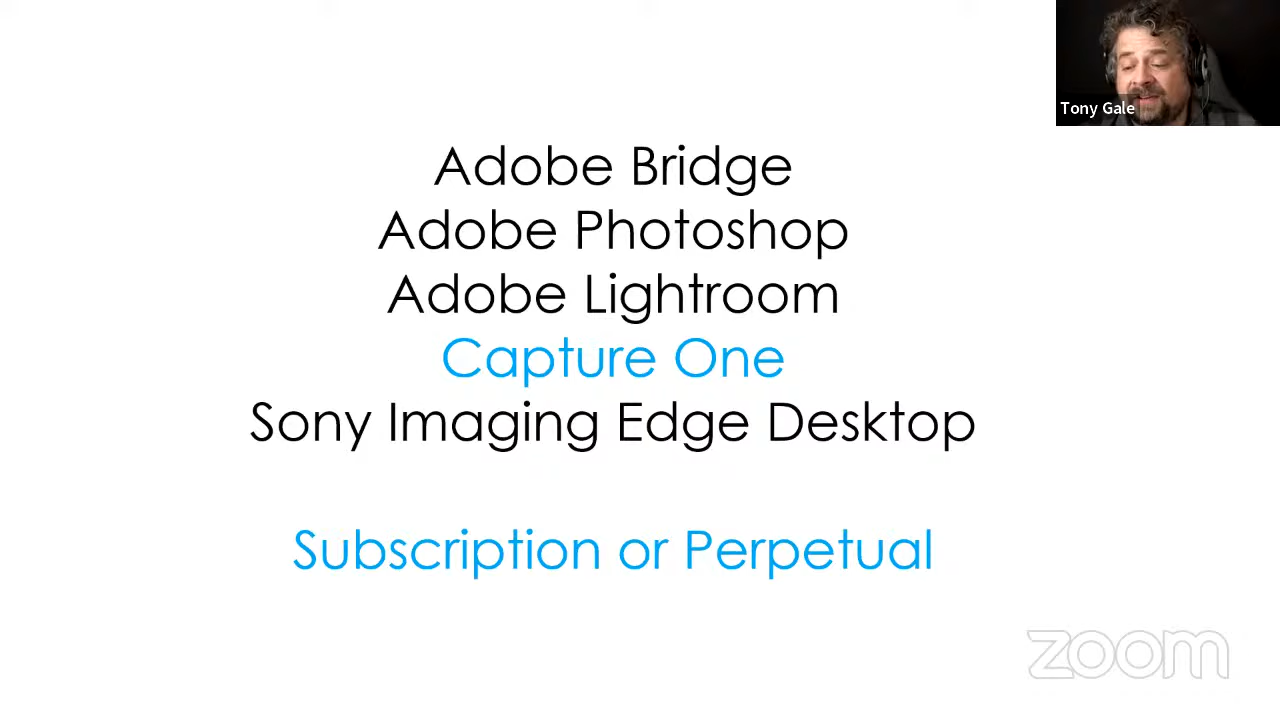 Tony Gale
Adobe Bridge
Adobe Photoshop
Adobe Lightroom
Capture One
Sony Imaging Edge Desktop
Subscription or Perpetual
zoom